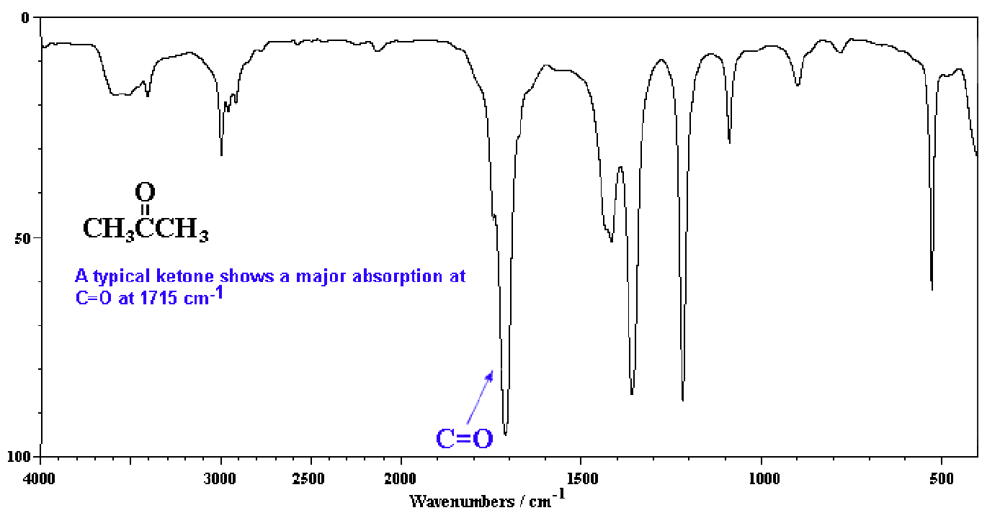 0
O
CH3CCH3
50
A typical ketone shows a major absorption at
C=O at 1715 cm-1
C=O
100
4000 3000 2500 2000 1500 1000 500
Wavenumbers / cm-1